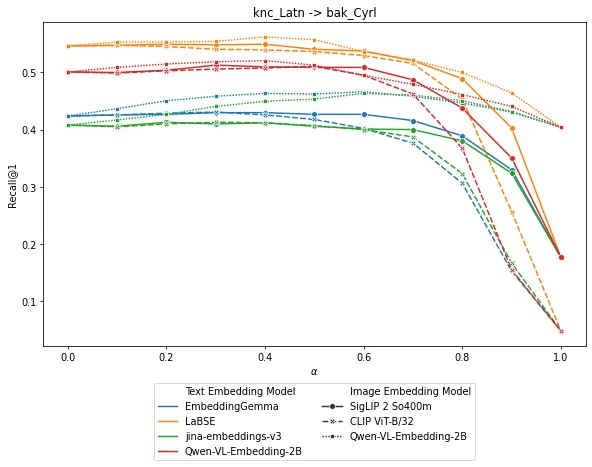 knc_Latn -> bak_Cyrl
Recall@1
0.5
0.4
0.3
0.2
0.1
0.0
0.2
0.4
0.6
0.8
1.0
α
Text Embedding Model
EmbeddingGemma
LaBSE
jina-embeddings-v3
Qwen-VL-Embedding-2B
Image Embedding Model
SigLIP 2 So400m
CLIP ViT-B/32
Qwen-VL-Embedding-2B